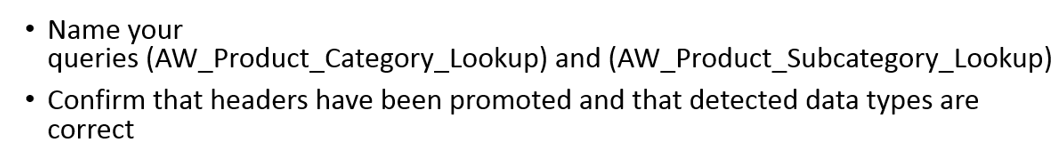 • Name your
queries (AW_Product_Category_Lookup) and (AW_Product_Subcategory_Lookup)
• Confirm that headers have been promoted and that detected data types are
correct